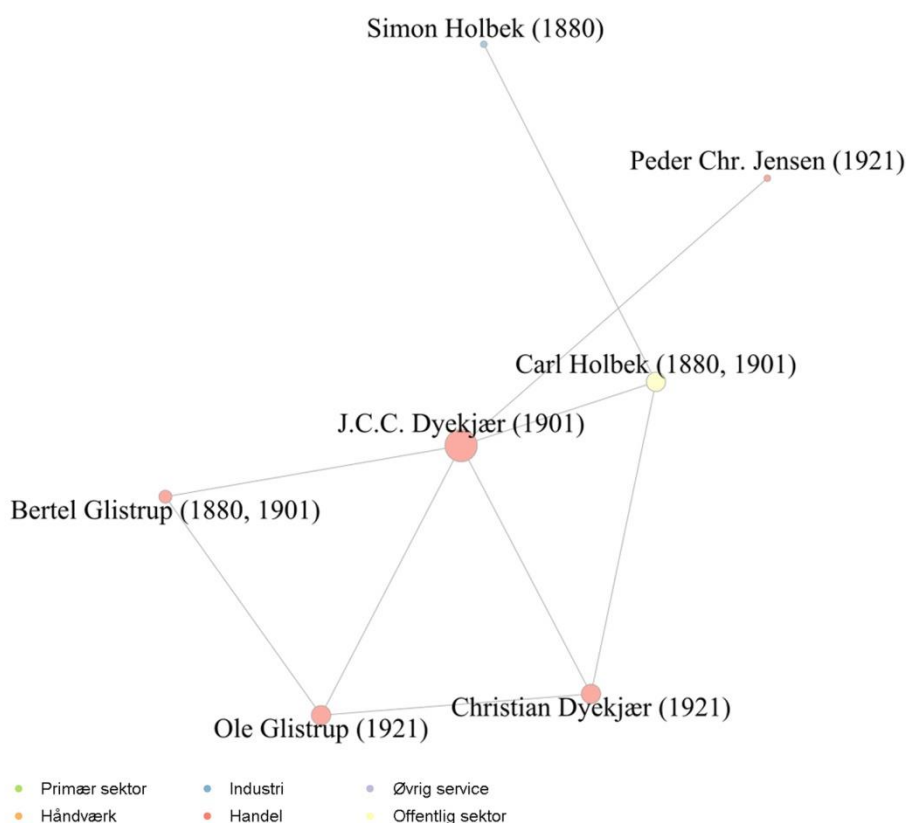 Simon Holbek (1880)
Peder Chr. Jensen (1921)
Carl Holbek (1880, 1901)
J.C.C. Dyekjær (1901)
Bertel Glistrup (1880, 1901)
Christian Dyekjær (1921)
Ole Glistrup (1921)
Primær sektor Industri Øvrig service
Håndværk Handel Offentlig sektor